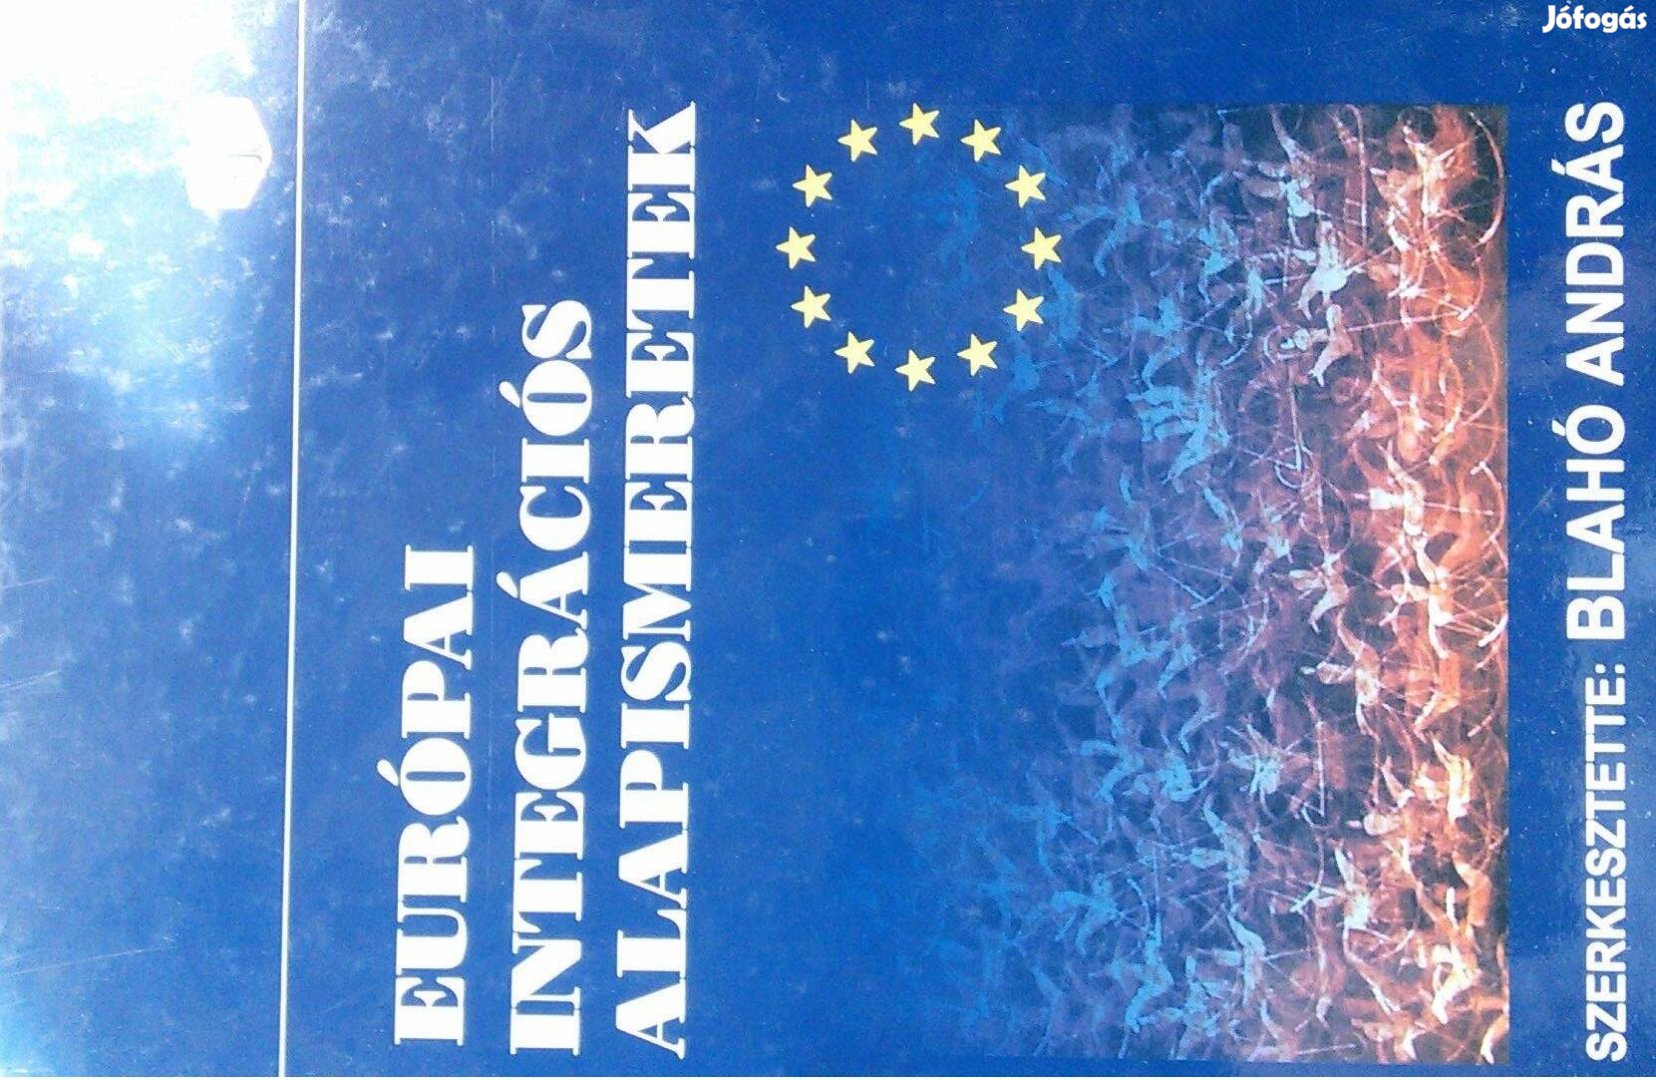 Jófogás
EURÓPAI
INTEGRÁCIÓS
ALAPISMERETEK
SZERKESZTETTE: BLAHÓ ANDRÁS